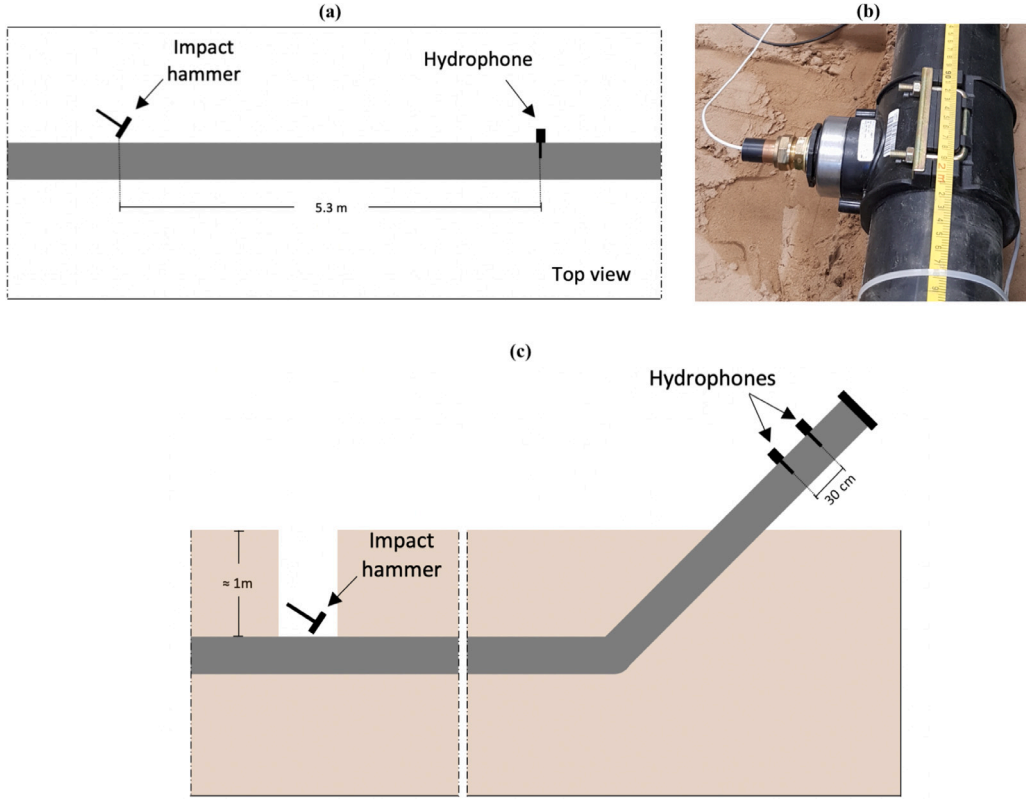 (a)
Impact
hammer
Hydrophone
5.3 m
Top view
(b)
(c)
Hydrophones
30 cm
Impact
hammer
≈ 1m